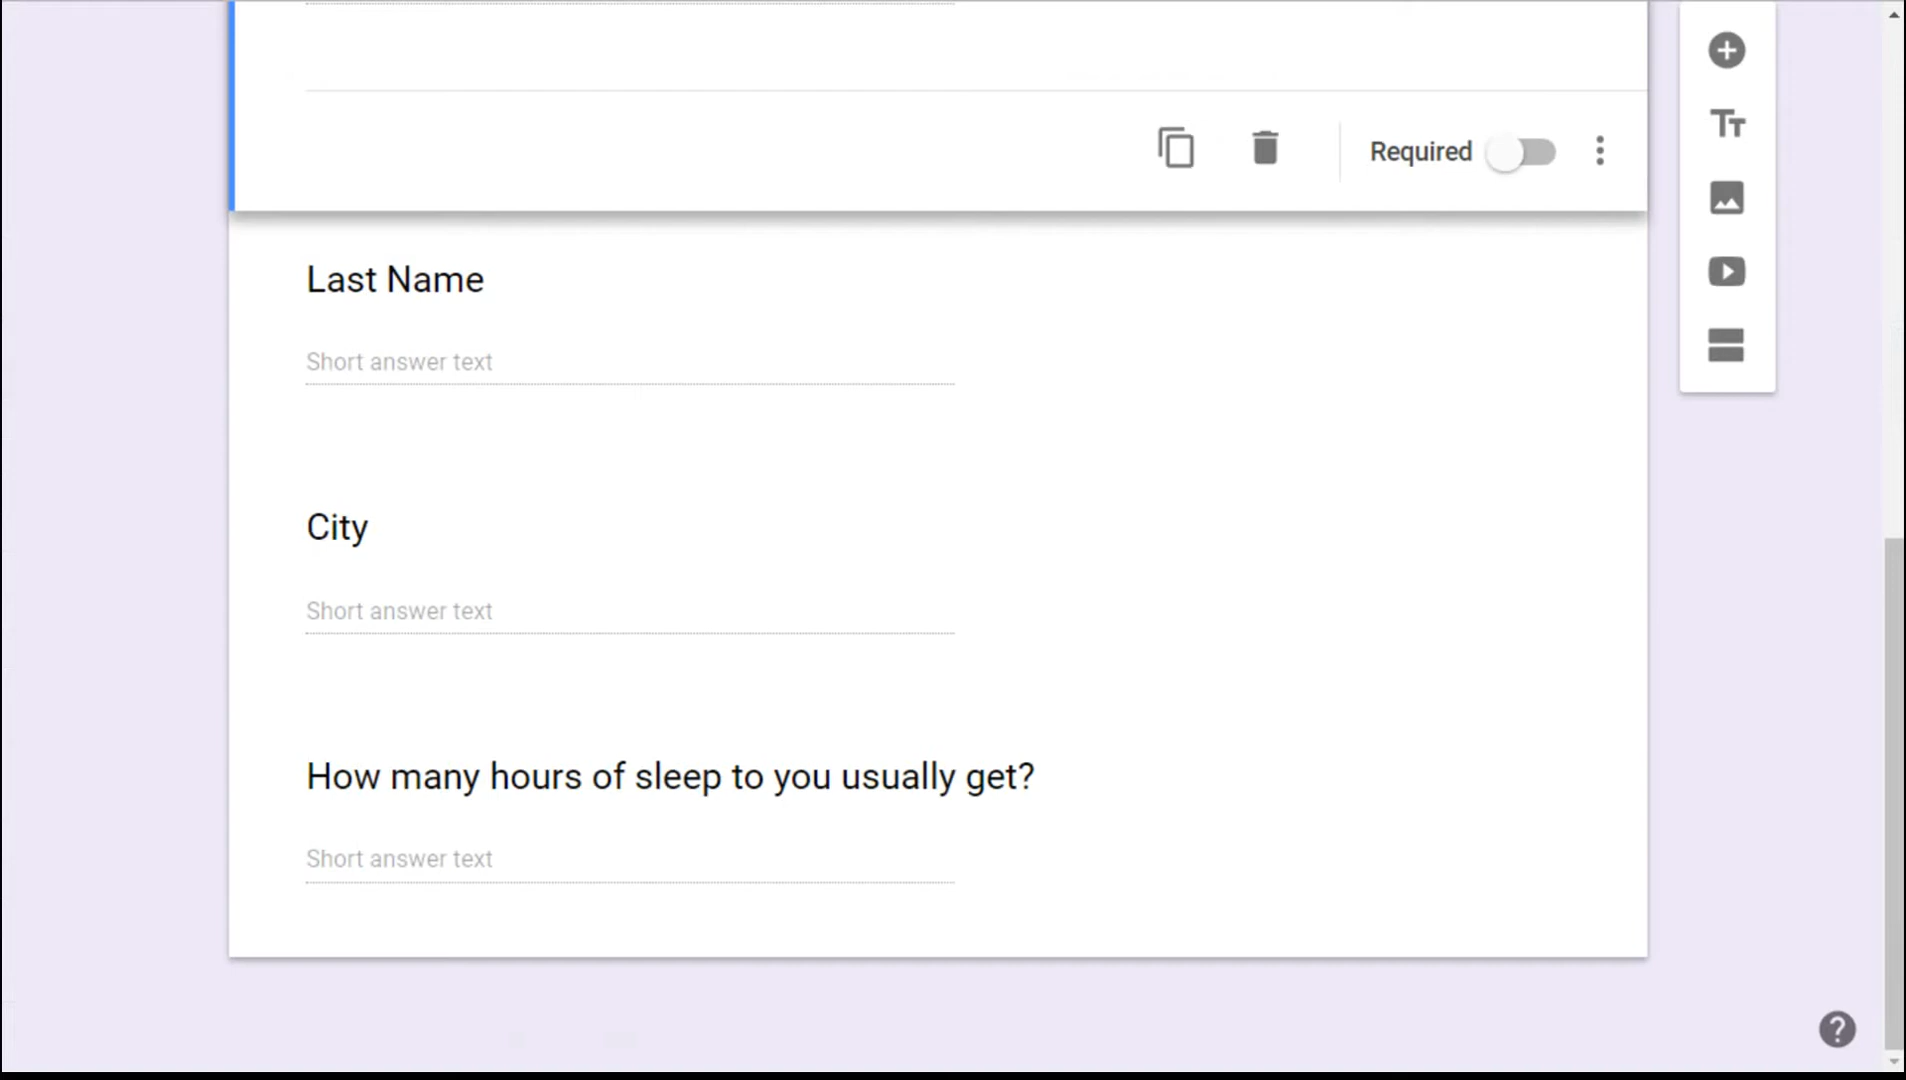 Required
Last Name
Short answer text
City
Short answer text
How many hours of sleep to you usually get?
Short answer text